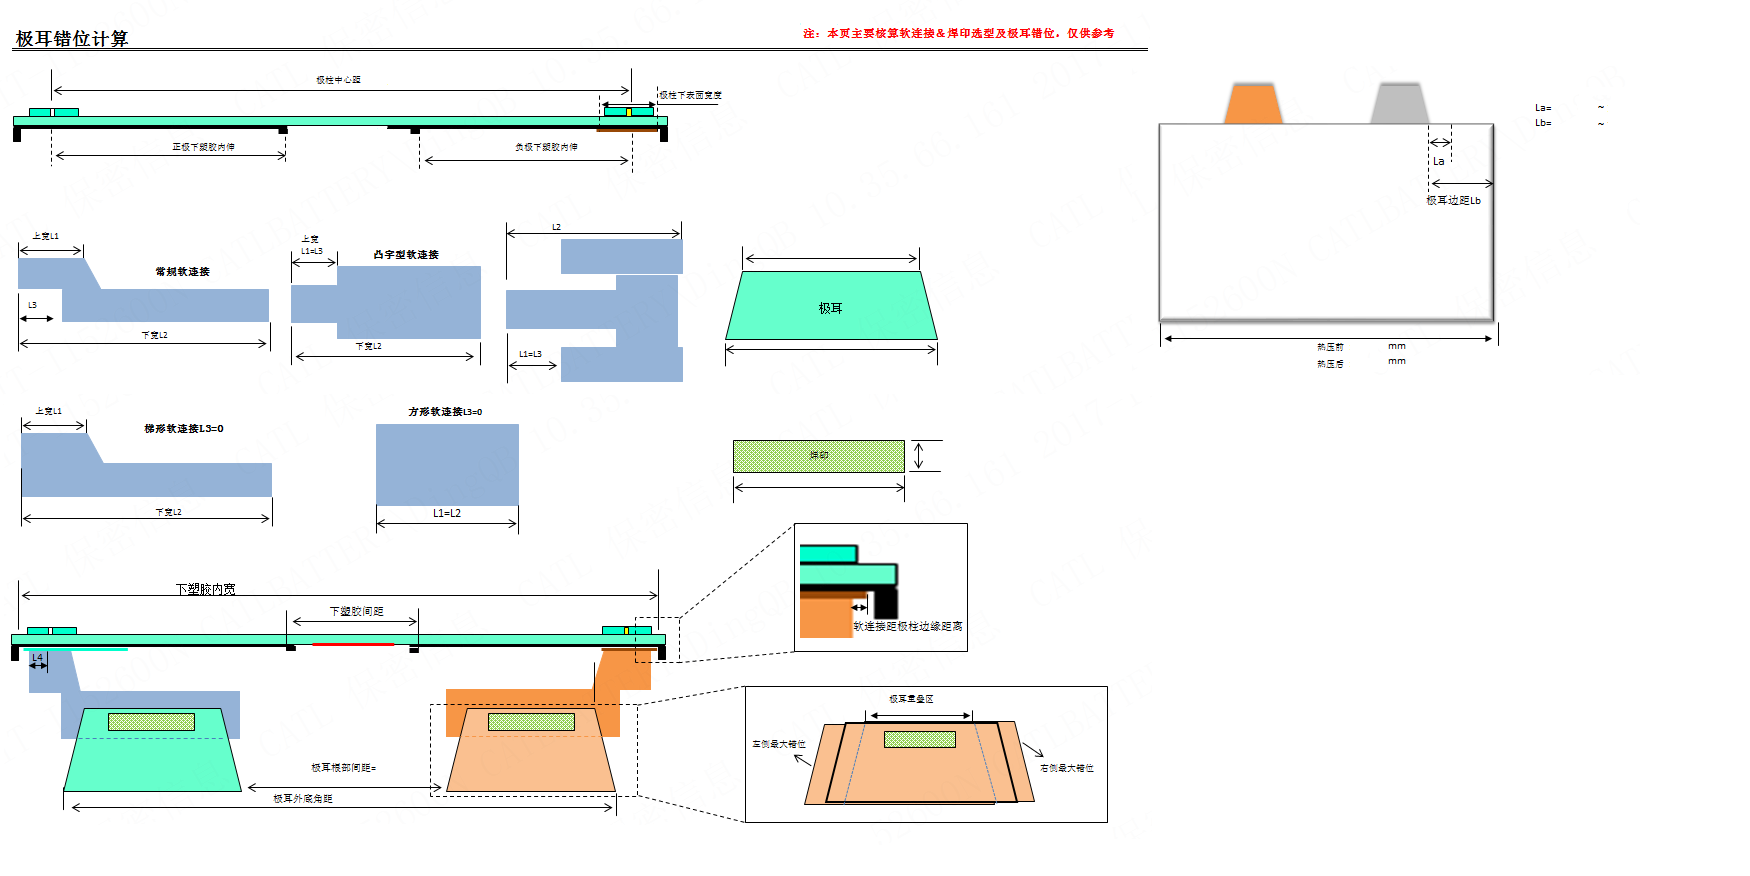 极耳错位计算
注：本页主要核算软连接&焊印选型及极耳错位，仅供参考
极柱中心距
极柱下表面宽度
正极下塑胶内伸
负极下塑胶内伸
La=
~
Lb=
~
La
极耳边距Lb
热压前
mm
热压后
mm
上宽L1
常规软连接
L3
下宽L2
上宽
L1=L3
凸字型软连接
下宽L2
L2
L1=L3
极耳
上宽L1
梯形软连接L3=0
下宽L2
方形软连接L3=0
L1=L2
焊印
下塑胶内宽
下塑胶间距
L4
软连接距极柱边缘距离
极耳根部间距=
极耳外底角距
极耳重叠区
左侧最大错位
右侧最大错位